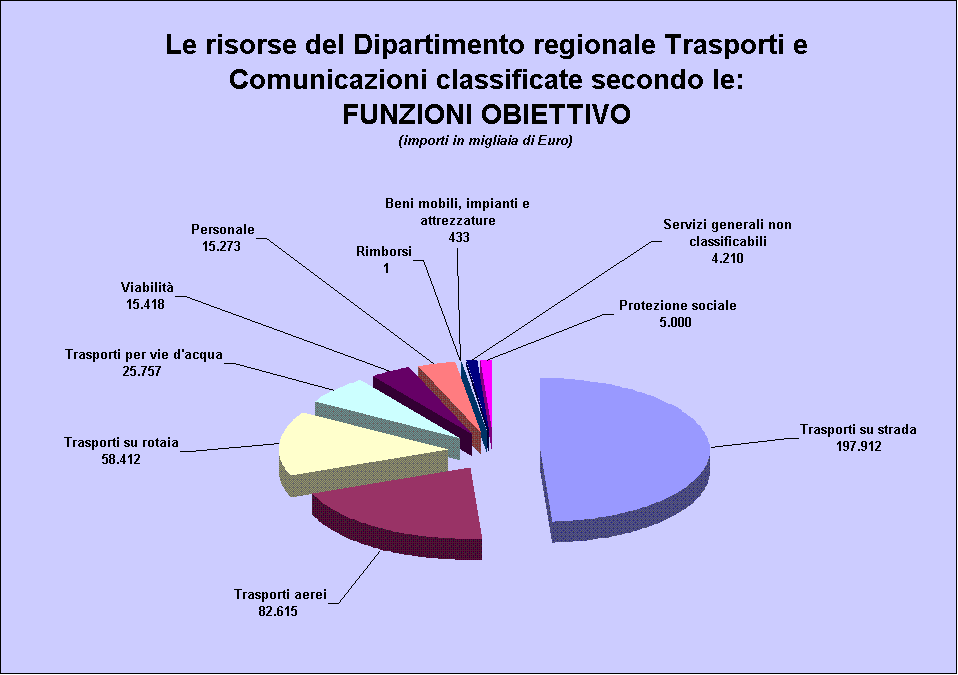 Le risorse del Dipartimento regionale Trasporti e
Comunicazioni classificate secondo le:
FUNZIONI OBIETTIVO
(importi in migliaia di Euro)
Beni mobili, impianti e
attrezzature
433
Servizi generali non
classificabili
4.210
Personale
15.273
Rimborsi
1
Viabilità
15.418
Protezione sociale
5.000
Trasporti per vie d'acqua
25.757
Trasporti su strada
197.912
Trasporti su rotaia
58.412
Trasporti aerei
82.615